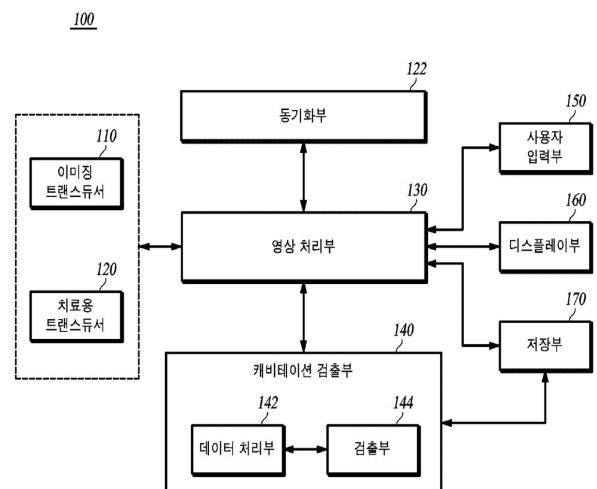 100
122
동기화부
110
이미징
트랜스듀서
120
치료용
트랜스듀서
130
영상 처리부
150
사용자
입력부
160
디스플레이부
170
저장부
140
캐비테이션 검출부
142
데이터 처리부
144
검출부